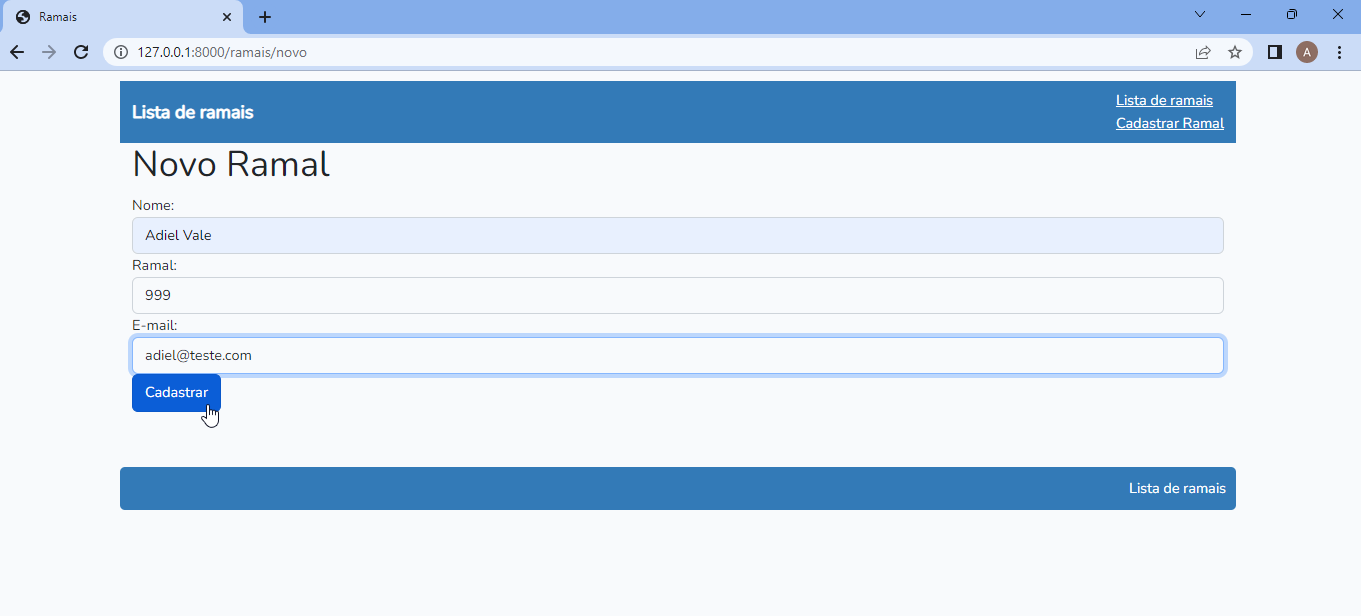 Ramais
127.0.0.1:8000/ramais/novo
A
Lista de ramais
Lista de ramais
Cadastrar Ramal
Novo Ramal
Nome:
Adiel Vale
Ramal:
999
E-mail:
adiel@teste.com
Cadastrar
Lista de ramais